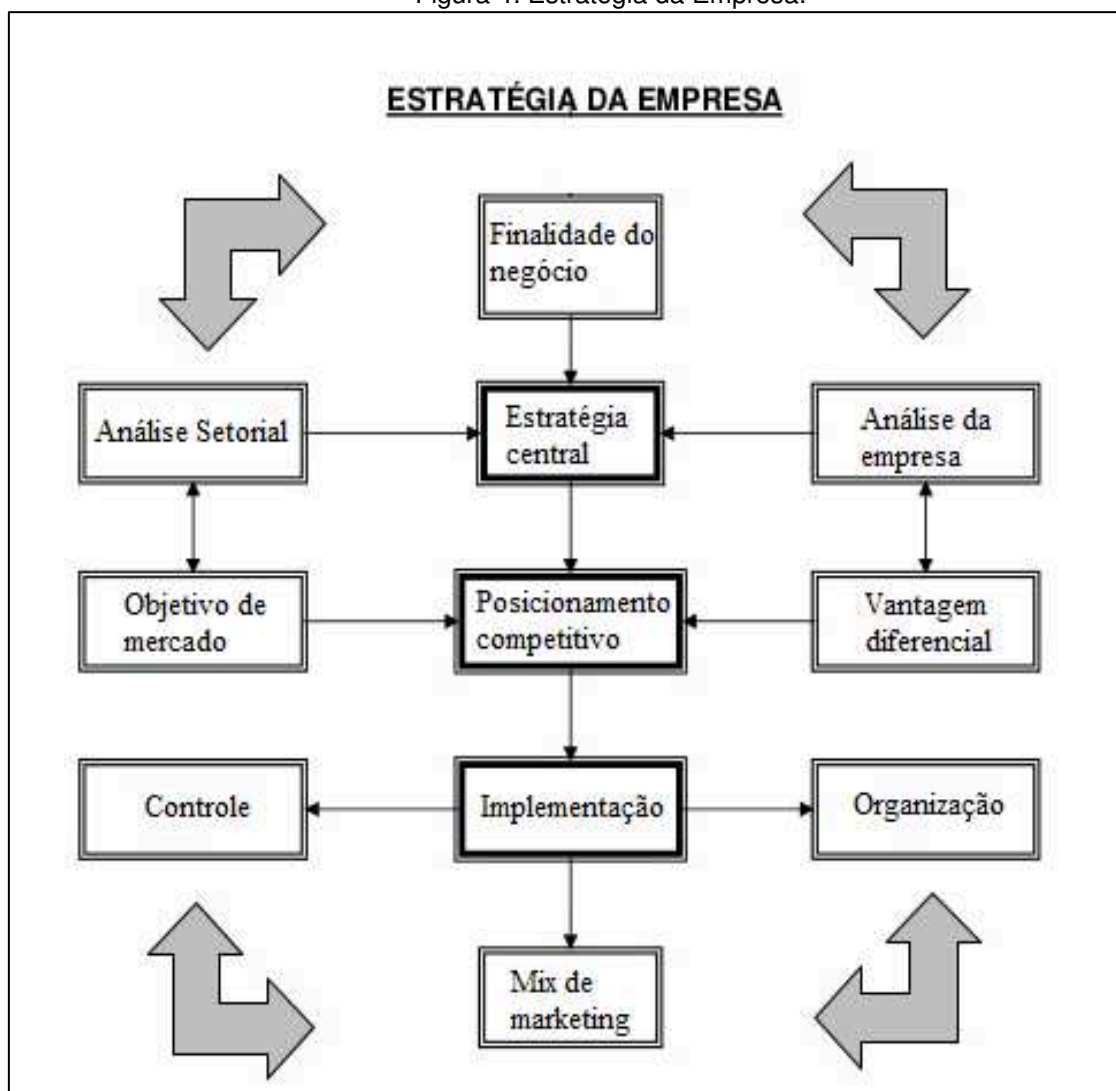 Figura 1: Estratégia da Empresa.
ESTRATÉGIA DA EMPRESA
Finalidade do
negócio
Análise Setorial
Estratégia
central
Análise da
empresa
Objetivo de
mercado
Posicionamento
competitivo
Vantagem
diferencial
Controle
Implementação
Organização
Mix de
marketing